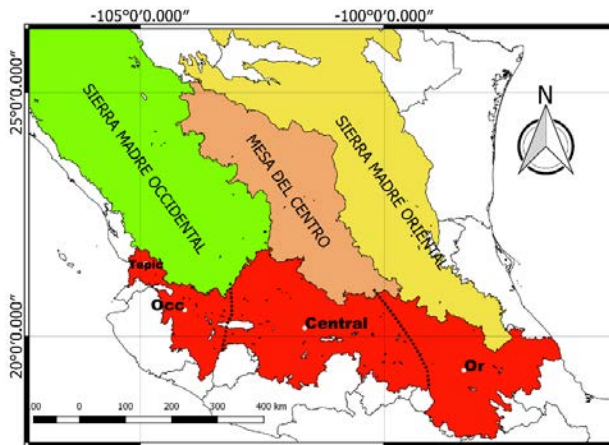 -105°0'0.000"
-100°0'0.000"
25°0'0.000"
20°0'0.000"
N
SIERRA MADRE OCCIDENTAL
MESA DEL CENTRO
SIERRA MADRE ORIENTAL
Tepic
Occ
Central
Or
00 0 100 200 300 400 km